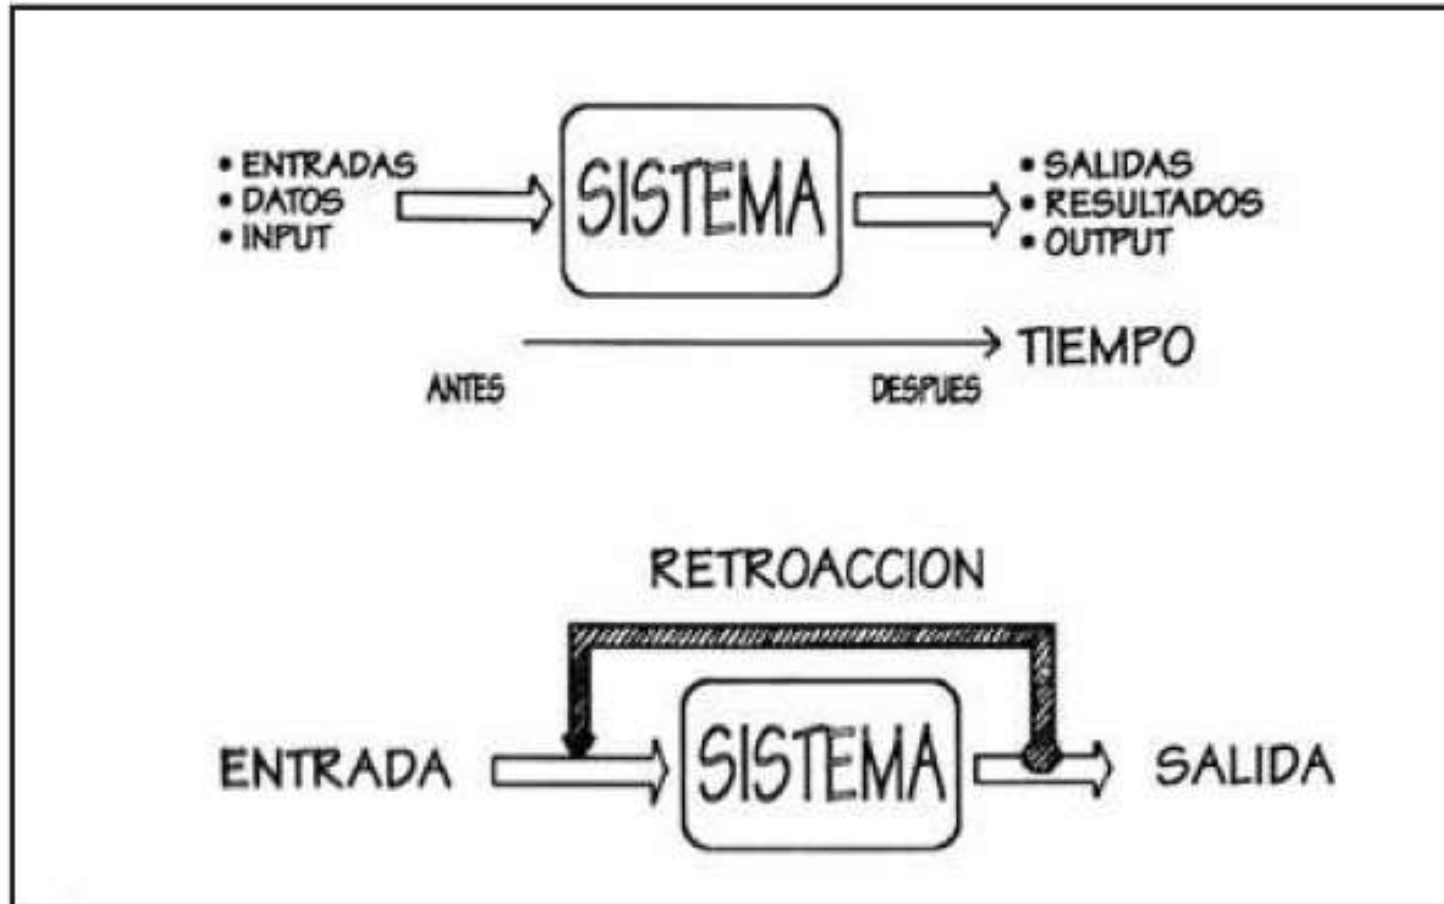 • ENTRADAS
• DATOS
• INPUT
SISTEMA
• SALIDAS
• RESULTADOS
• OUTPUT
TIEMPO
ANTES
DESPUES
RETROACCION
ENTRADA
SISTEMA
SALIDA